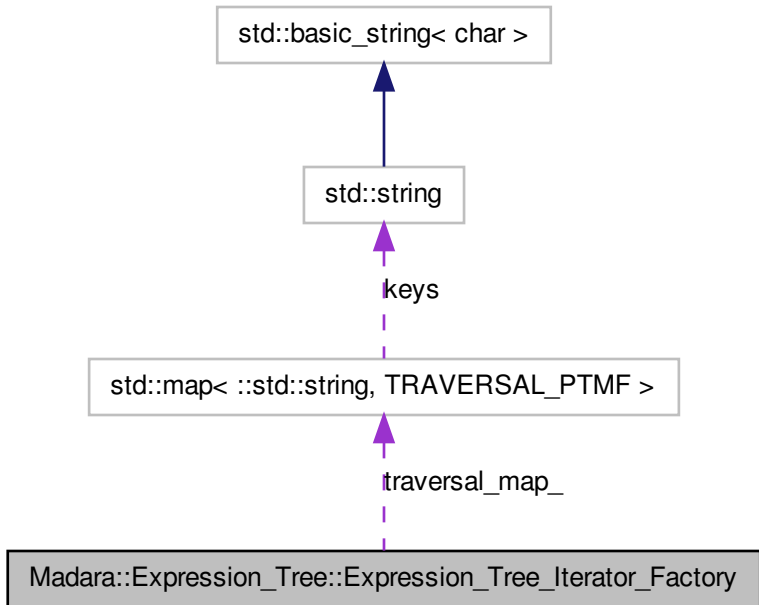 std::basic_string< char >
std::string
keys
std::map< ::std::string, TRAVERSAL_PTMF >
traversal_map_
Madara::Expression_Tree::Expression_Tree_Iterator_Factory